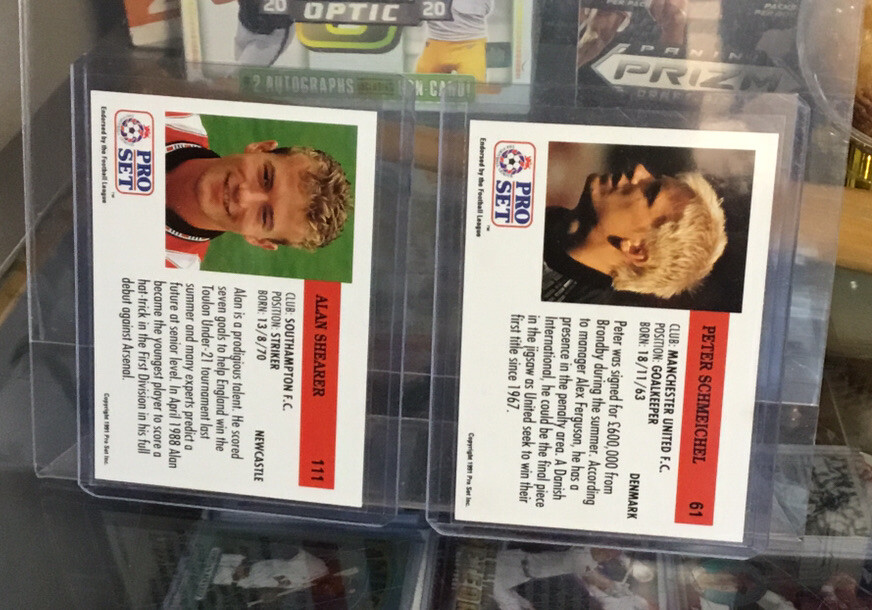 20
OPTIC
20
2 AUTOGRAPHS
PANINI
PRIZM
PRO
SET
™
Endorsed by the Football League
ALAN SHEARER 111
CLUB: SOUTHAMPTON F.C.
POSITION: STRIKER
BORN: 13/8/70 NEWCASTLE
Alan is a prodigious talent. He scored
seven goals to help England win the
Toulon Under-21 tournament last
summer and many experts predict a
future at senior level. In April 1988 Alan
became the youngest player to score a
hat-trick in the First Division in his full
debut against Arsenal.
Copyright 1991 Pro Set Inc.
PRO
SET
™
Endorsed by the Football League
PETER SCHMEICHEL 61
CLUB: MANCHESTER UNITED F.C.
POSITION: GOALKEEPER
BORN: 18/11/63 DENMARK
Peter was signed for £600,000 from
Brondby during the summer. According
to manager Alex Ferguson, he has a
presence in the penalty area. A Danish
International, he could be the final piece
in the jigsaw as United seek to win their
first title since 1967.
Copyright 1991 Pro Set Inc.